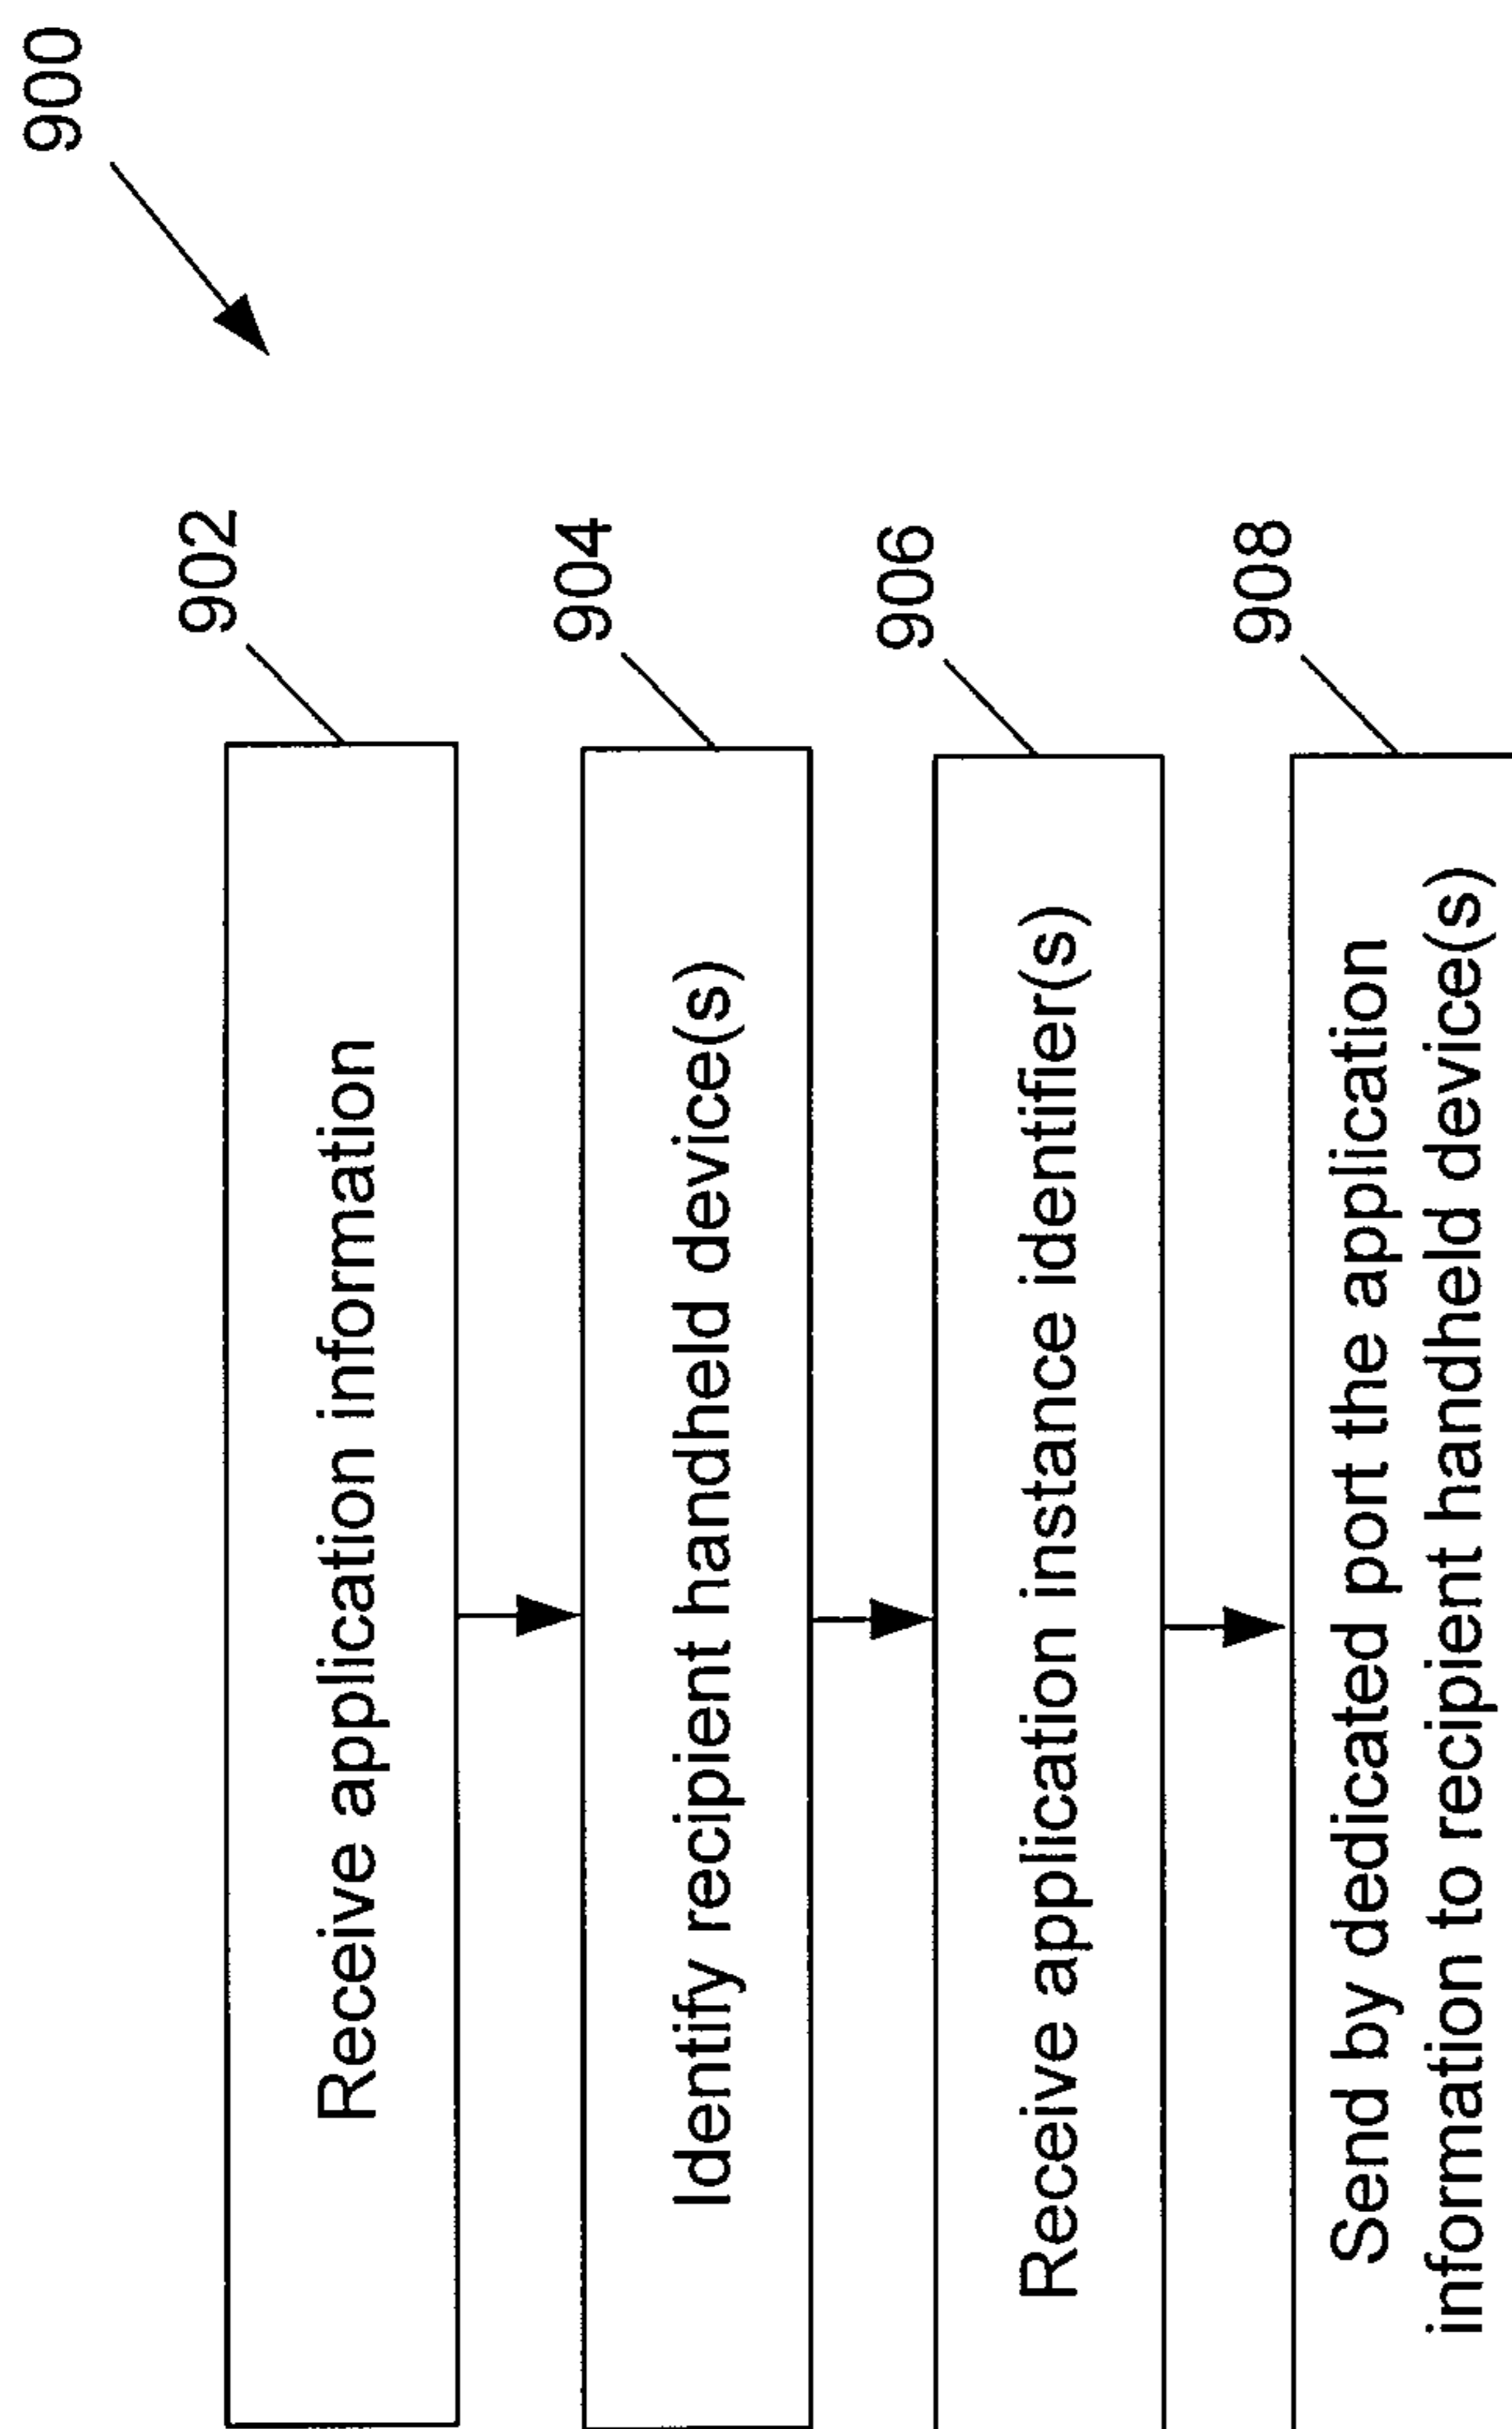 900
902
Receive application information
904
Identify recipient handheld device(s)
906
Receive application instance identifier(s)
908
Send by dedicated port the application
information to recipient handheld device(s)